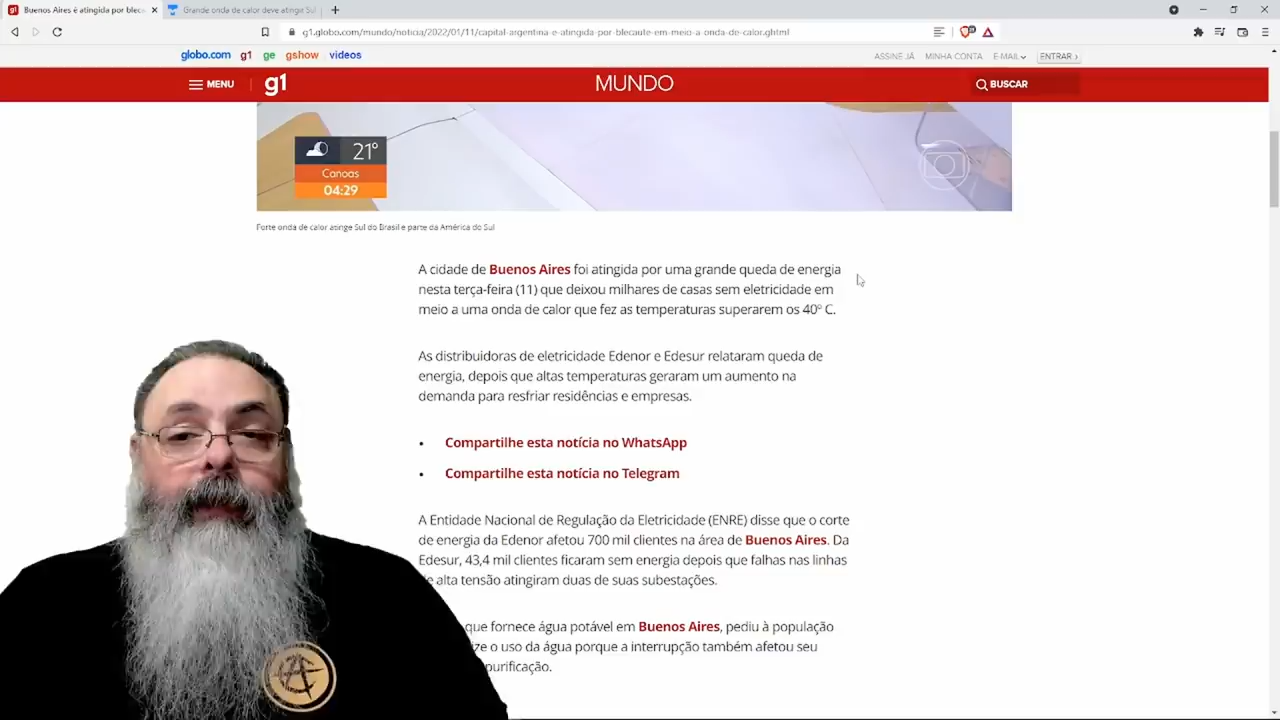 Buenos Aires é atingida por blec
Grande onda de calor deve atingir Sul
g1.globo.com/mundo/noticia/2022/01/11/capital-argentina-e-atingida-por-blecaute-em-meio-a-onda-de-calor.ghtml
globo.com g1 ge gshow videos
ASSINE JÁ MINHA CONTA E-MAIL ENTRAR ›
MENU g1 MUNDO BUSCAR
21°
Canoas
04:29
Forte onda de calor atinge Sul do Brasil e parte da América do Sul
A cidade de Buenos Aires foi atingida por uma grande queda de energia
nesta terça-feira (11) que deixou milhares de casas sem eletricidade em
meio a uma onda de calor que fez as temperaturas superarem os 40º C.
As distribuidoras de eletricidade Edenor e Edesur relataram queda de
energia, depois que altas temperaturas geraram um aumento na
demanda para resfriar residências e empresas.
• Compartilhe esta notícia no WhatsApp
• Compartilhe esta notícia no Telegram
A Entidade Nacional de Regulação da Eletricidade (ENRE) disse que o corte
de energia da Edenor afetou 700 mil clientes na área de Buenos Aires. Da
Edesur, 43,4 mil clientes ficaram sem energia depois que falhas nas linhas
de alta tensão atingiram duas de suas subestações.
que fornece água potável em Buenos Aires, pediu à população
ze o uso da água porque a interrupção também afetou seu
purificação.